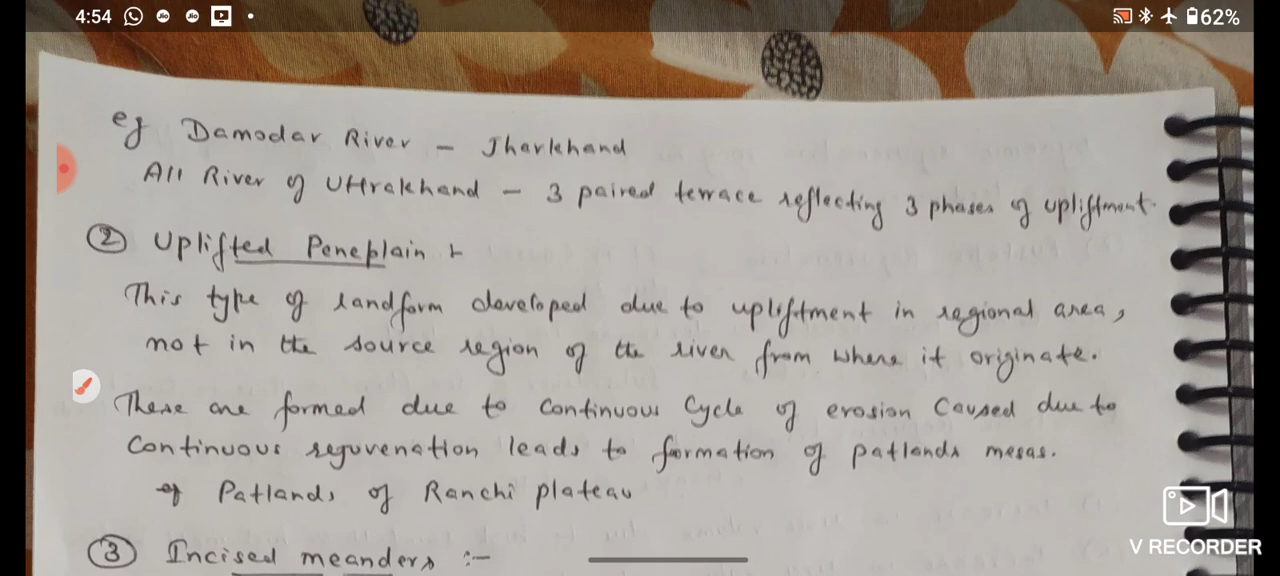 4:54
62%
eg Damodar River - Jharkhand
All River of Uttrakhand - 3 paired terrace reflecting 3 phases of upliftment.
② Uplifted Peneplain :-
This type of landform developed due to upliftment in regional area,
not in the source region of the river from where it originate.
These are formed due to continuous cycle of erosion caused due to
continuous rejuvenation leads to formation of patlands mesas.
eg Patlands of Ranchi plateau
③ Incised meanders :-
V RECORDER